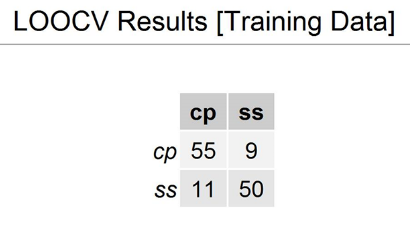 LOOCV Results [Training Data]
cp ss
cp 55 9
ss 11 50